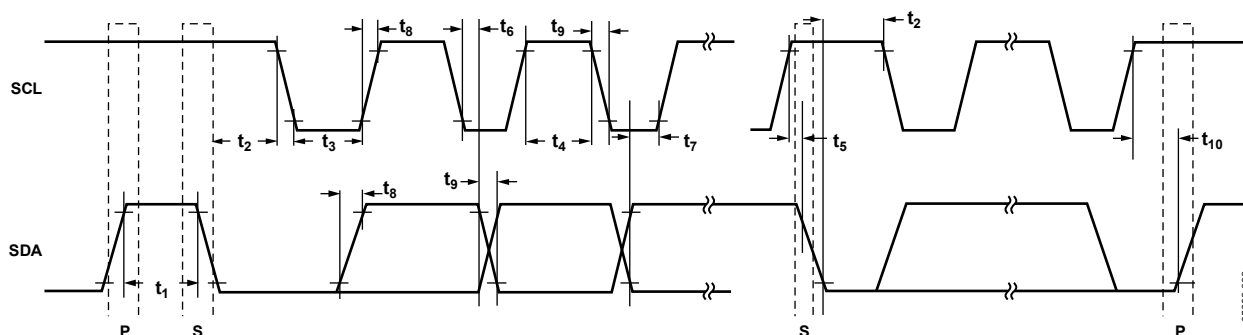 t8 t6 t9 t2
SCL
t2 t3 t4 t7 t5 t10
t8 t9
SDA
t1
P S S P